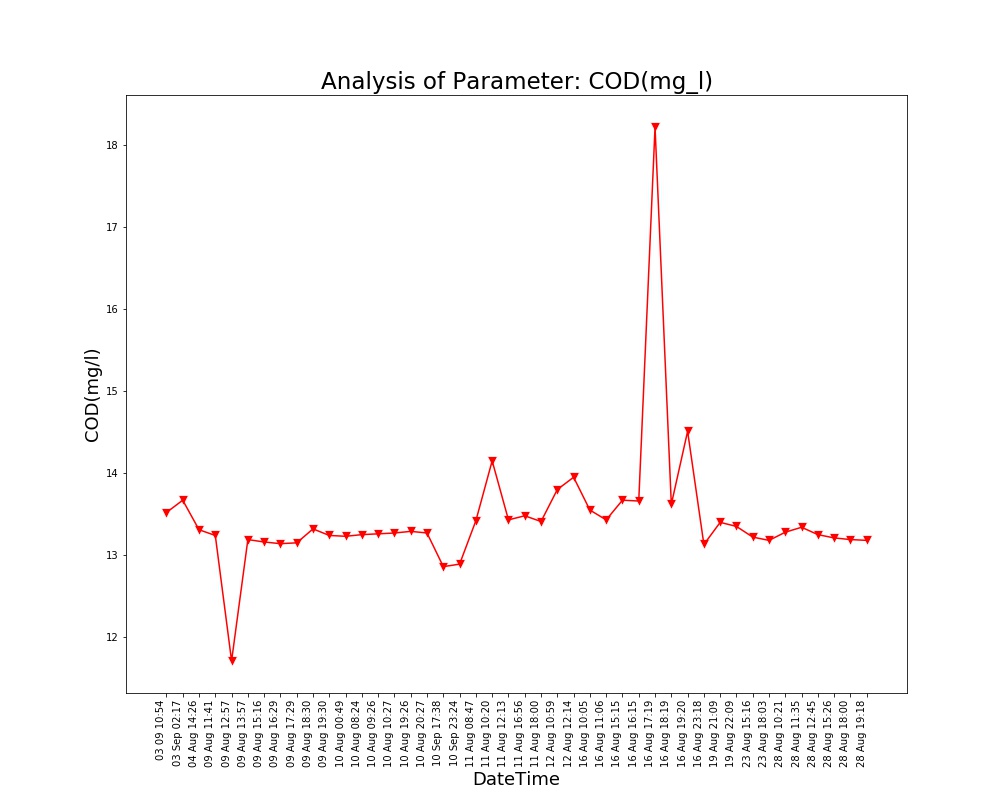 Analysis of Parameter: COD(mg_l)
COD(mg/l)
18
17
16
15
14
13
12
03 09 10:54
03 Sep 02:17
04 Aug 14:26
09 Aug 11:41
09 Aug 12:57
09 Aug 13:57
09 Aug 15:16
09 Aug 16:29
09 Aug 17:29
09 Aug 18:30
09 Aug 19:30
10 Aug 00:49
10 Aug 08:24
10 Aug 09:26
10 Aug 10:27
10 Aug 19:26
10 Aug 20:27
10 Sep 17:38
10 Sep 23:24
11 Aug 08:47
11 Aug 10:20
11 Aug 12:13
11 Aug 16:56
11 Aug 18:00
12 Aug 10:59
12 Aug 12:14
16 Aug 10:05
16 Aug 11:06
16 Aug 15:15
16 Aug 16:15
16 Aug 17:19
16 Aug 18:19
16 Aug 19:20
16 Aug 23:18
19 Aug 21:09
19 Aug 22:09
23 Aug 15:16
23 Aug 18:03
28 Aug 10:21
28 Aug 11:35
28 Aug 12:45
28 Aug 15:26
28 Aug 18:00
28 Aug 19:18
DateTime